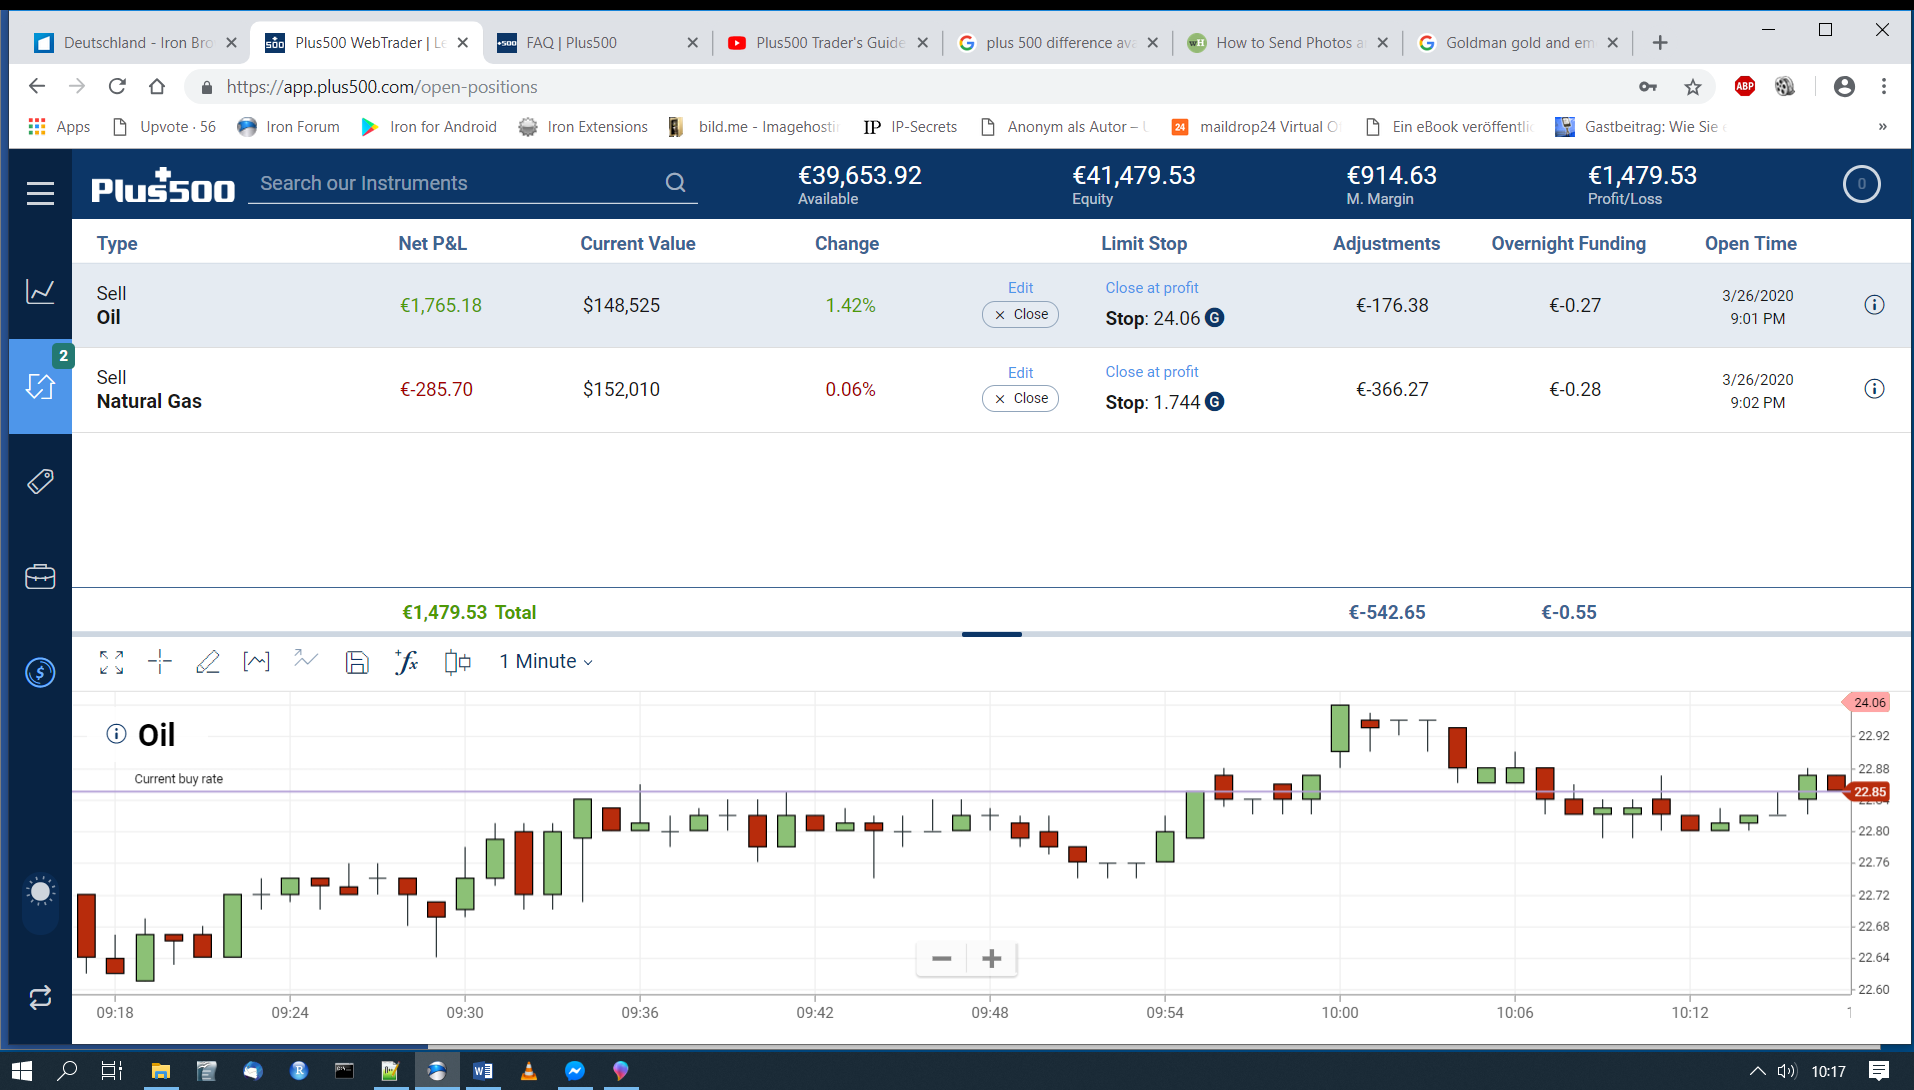 Deutschland - Iron Bro
Plus500 WebTrader | Le
FAQ | Plus500
Plus500 Trader's Guide
plus 500 difference ava
How to Send Photos a
Goldman gold and em
https://app.plus500.com/open-positions
ABP
Apps
Upvote · 56
Iron Forum
Iron for Android
Iron Extensions
bild.me - Imagehosti
IP IP-Secrets
Anonym als Autor –
24 maildrop24 Virtual O
Ein eBook veröffentli
Gastbeitrag: Wie Sie
»
Plus500
Search our Instruments
€39,653.92
Available
€41,479.53
Equity
€914.63
M. Margin
€1,479.53
Profit/Loss
0
Type Net P&L Current Value Change Limit Stop Adjustments Overnight Funding Open Time
Sell
Oil
€1,765.18
$148,525
1.42%
Edit
Close
Close at profit
Stop: 24.06 G
€-176.38
€-0.27
3/26/2020
9:01 PM
2
Sell
Natural Gas
€-285.70
$152,010
0.06%
Edit
Close
Close at profit
Stop: 1.744 G
€-366.27
€-0.28
3/26/2020
9:02 PM
€1,479.53 Total €-542.65 €-0.55
+fx
1 Minute
Oil
Current buy rate
24.06
22.92
22.88
22.85
22.80
22.76
22.72
22.68
22.64
22.60
09:18 09:24 09:30 09:36 09:42 09:48 09:54 10:00 10:06 10:12
10:17